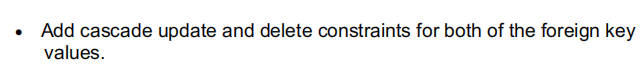 • Add cascade update and delete constraints for both of the foreign key
values.